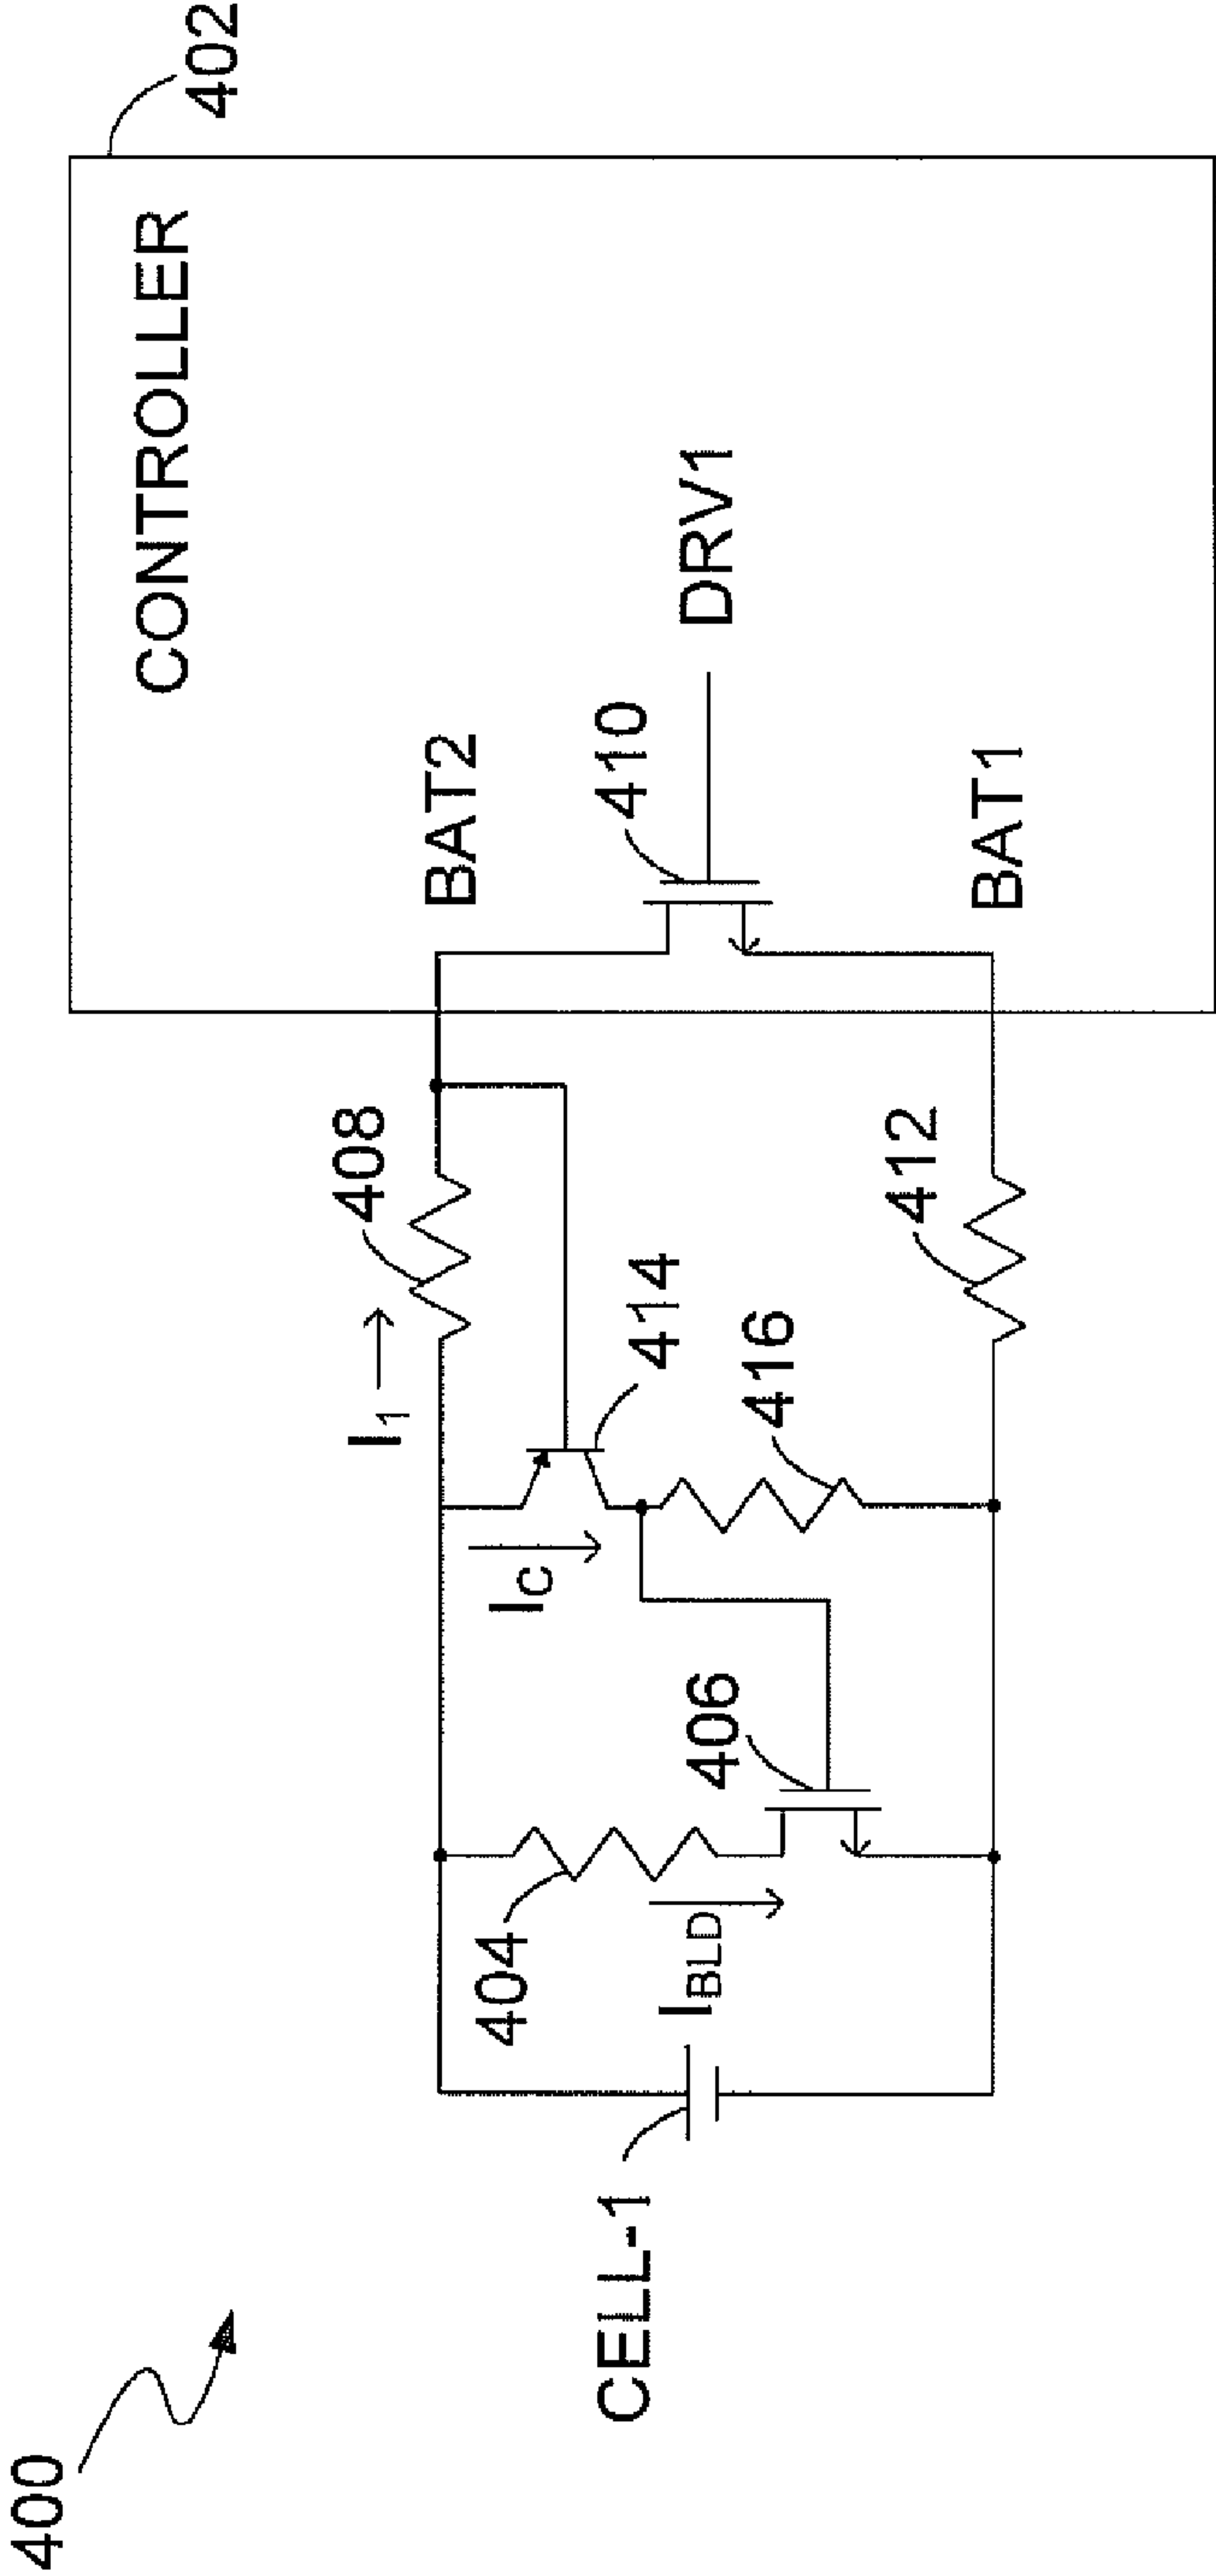 400
402
CONTROLLER
I1
408
BAT2
IC
414
410
DRV1
404
406
416
IBLD
CELL-1
412
BAT1